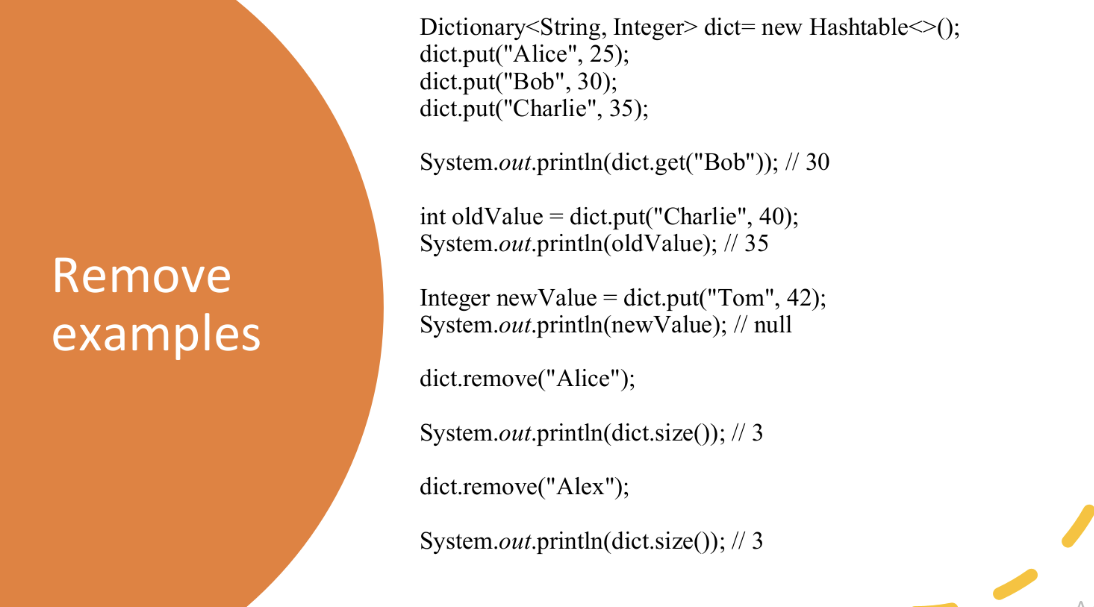 Remove
examples
Dictionary<String, Integer> dict= new Hashtable<>();
dict.put("Alice", 25);
dict.put("Bob", 30);
dict.put("Charlie", 35);
System.out.println(dict.get("Bob")); // 30
int oldValue = dict.put("Charlie", 40);
System.out.println(oldValue); // 35
Integer newValue = dict.put("Tom", 42);
System.out.println(newValue); // null
dict.remove("Alice");
System.out.println(dict.size()); // 3
dict.remove("Alex");
System.out.println(dict.size()); // 3